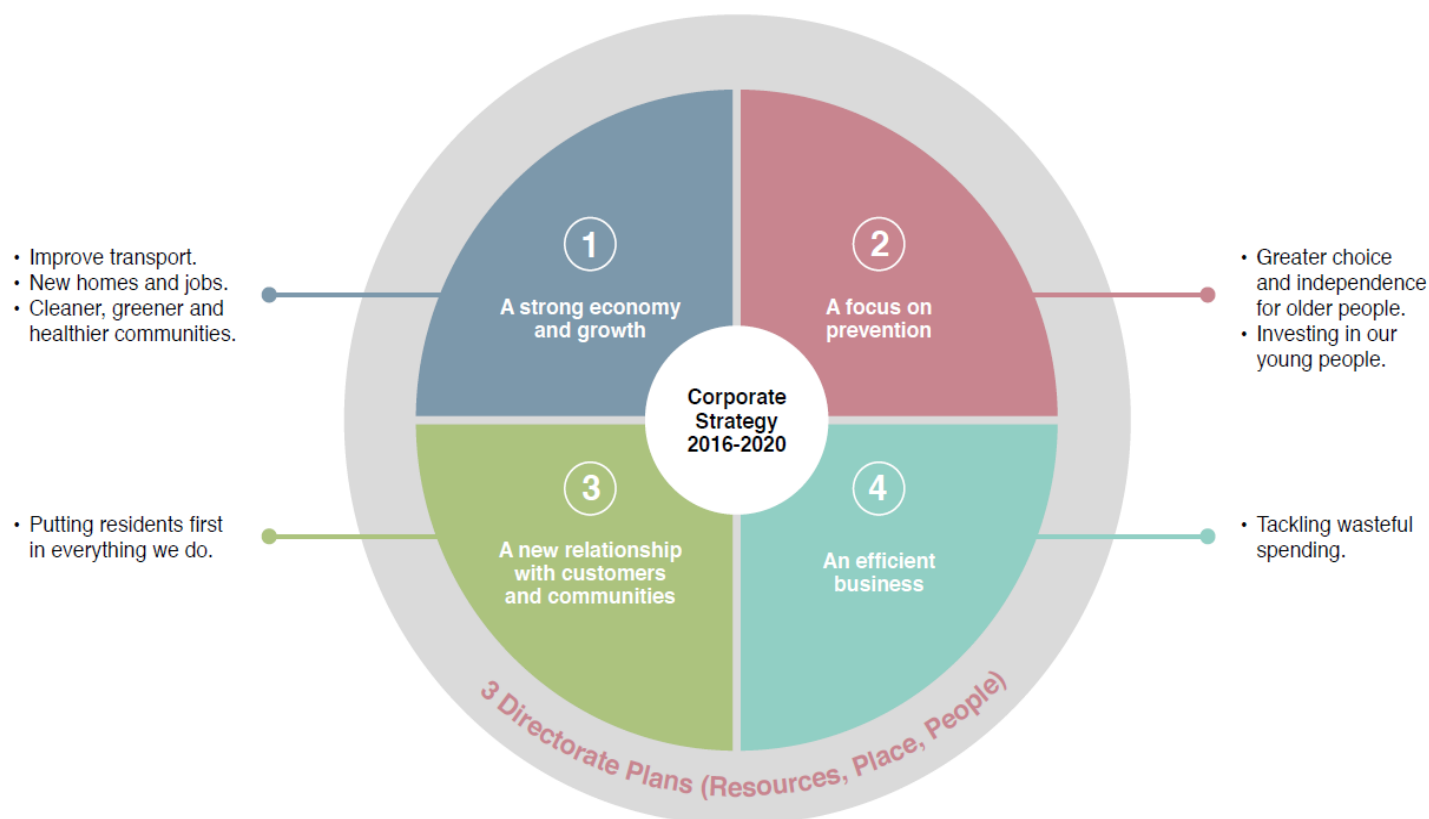 • Improve transport.
• New homes and jobs.
• Cleaner, greener and
healthier communities.
1
A strong economy
and growth
2
A focus on
prevention
• Greater choice
and independence
for older people.
• Investing in our
young people.
Corporate
Strategy
2016-2020
• Putting residents first
in everything we do.
3
A new relationship
with customers
and communities
4
An efficient
business
• Tackling wasteful
spending.
3 Directorate Plans (Resources, Place, People)